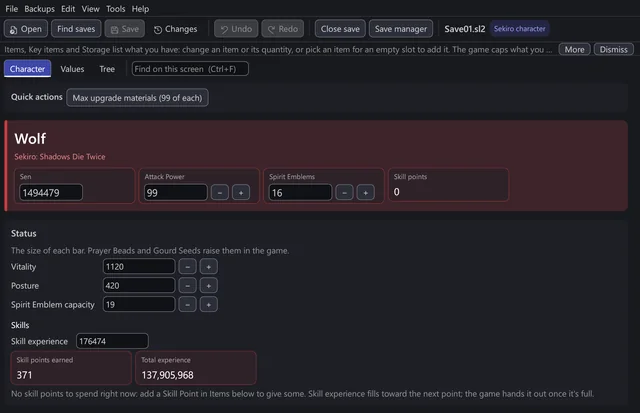 File Backups Edit View Tools Help
Open Find saves Save Changes Undo Redo Close save Save manager Save01.sl2 Sekiro character
Items, Key items and Storage list what you have: change an item or its quantity, or pick an item for an empty slot to add it. The game caps what you ... More Dismiss
Character Values Tree Find on this screen (Ctrl+F)
Quick actions Max upgrade materials (99 of each)
Wolf
Sekiro: Shadows Die Twice
Sen Attack Power Spirit Emblems Skill points
1494479 99 − + 16 − + 0
Status
The size of each bar. Prayer Beads and Gourd Seeds raise them in the game.
Vitality 1120 − +
Posture 420 − +
Spirit Emblem capacity 19 − +
Skills
Skill experience 176474
Skill points earned Total experience
371 137,905,968
No skill points to spend right now: add a Skill Point in Items below to give some. Skill experience fills toward the next point; the game hands it out once it's full.